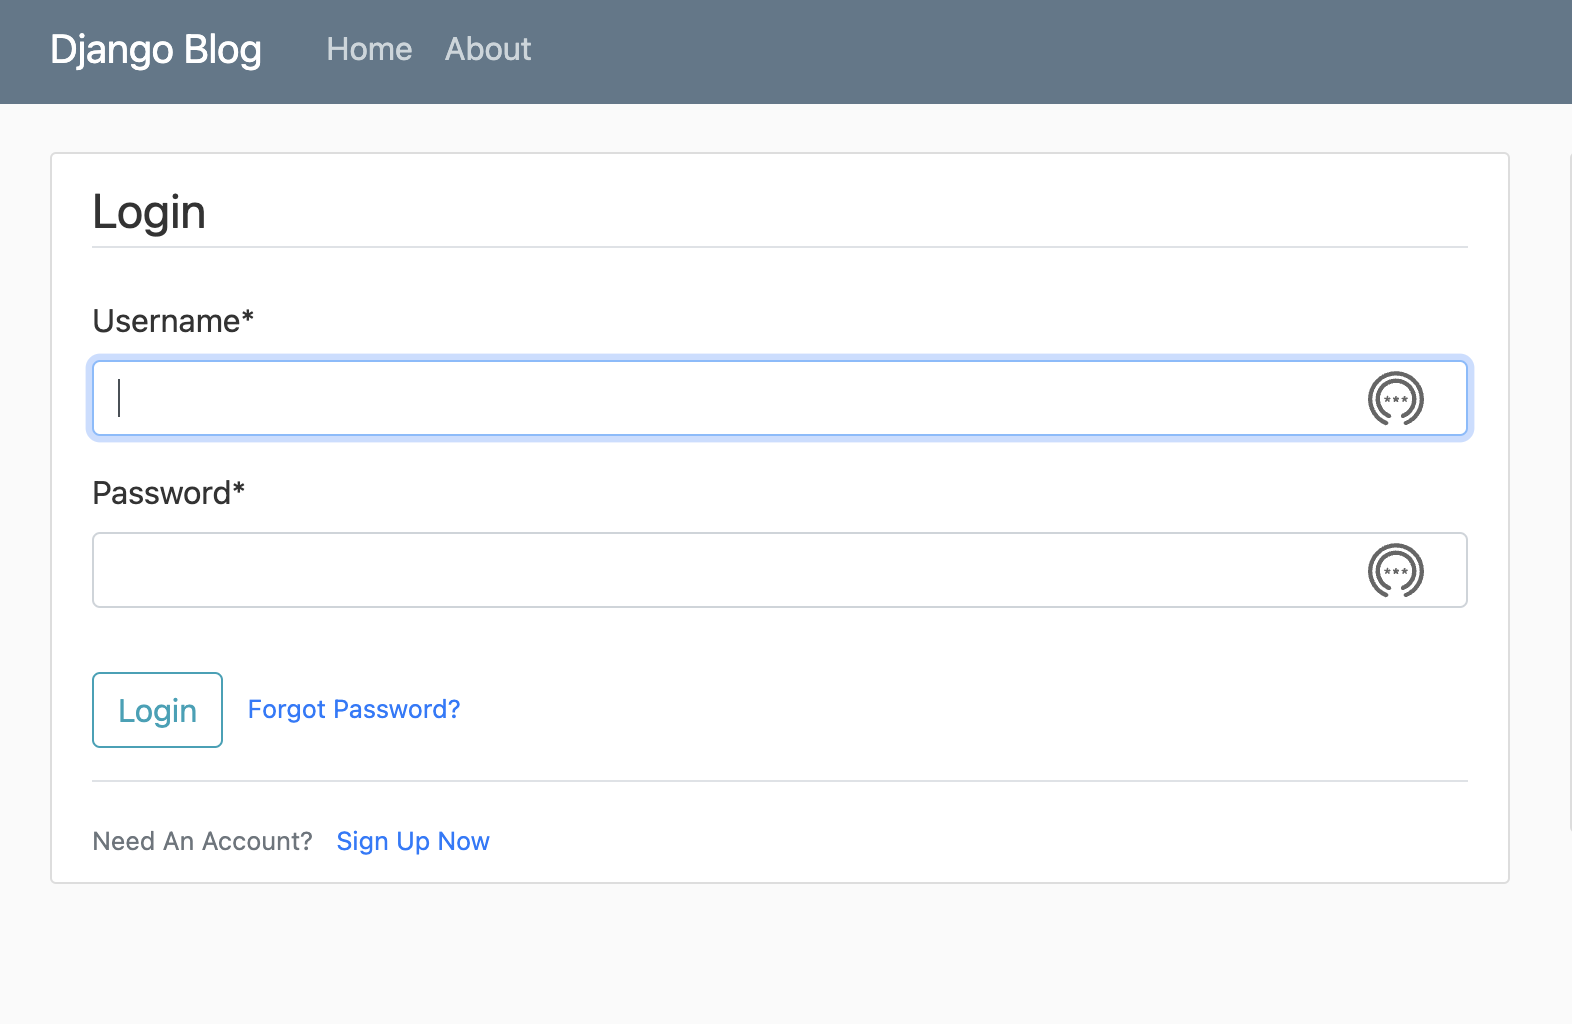 Django Blog Home About
Login
Username*
***
Password*
***
Login Forgot Password?
Need An Account? Sign Up Now